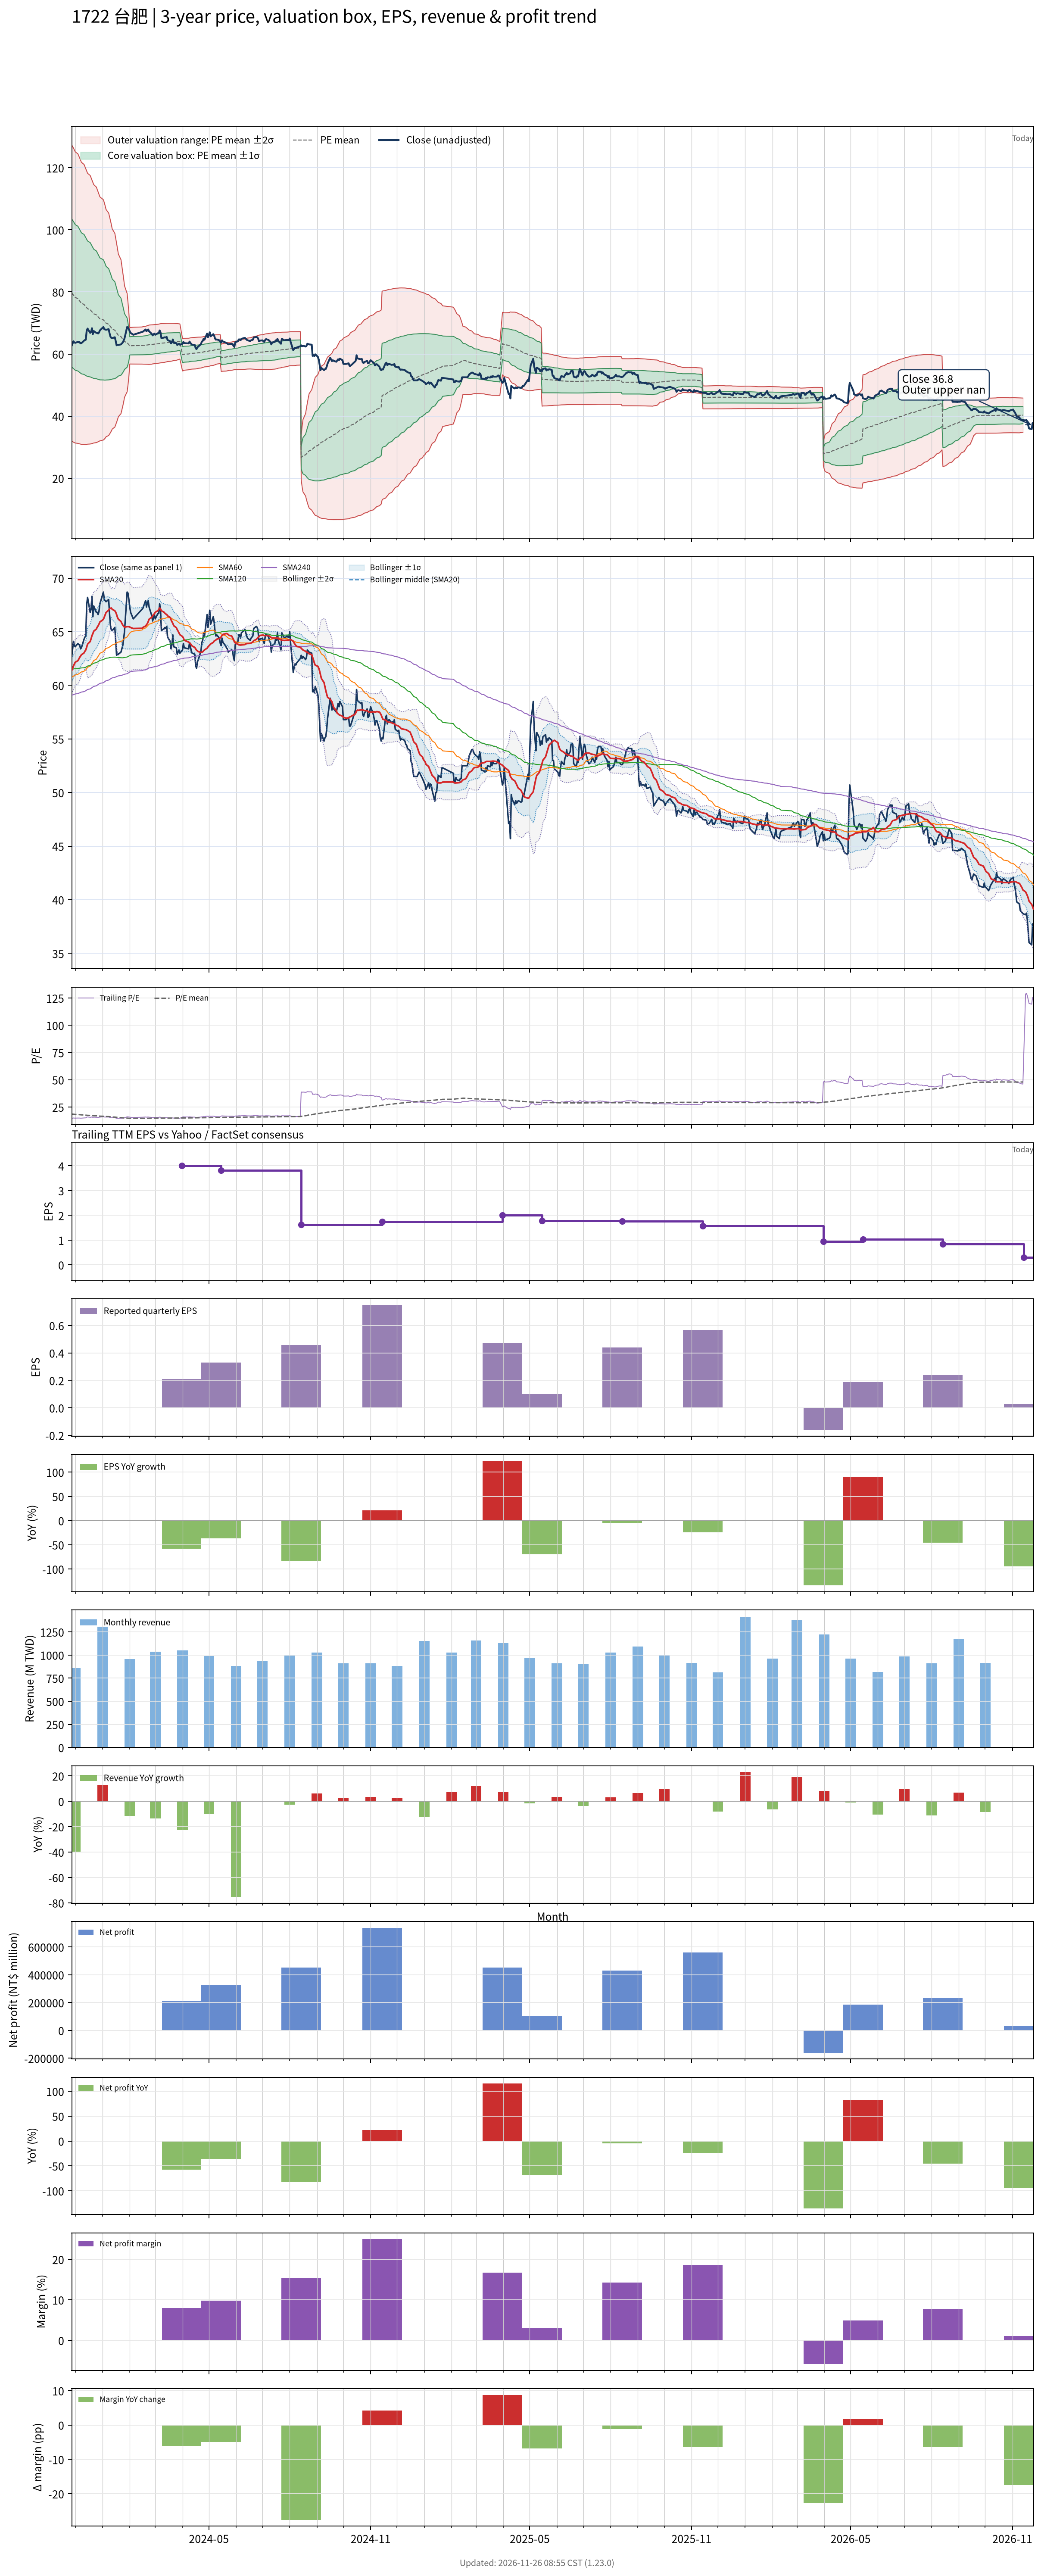 1722 台肥 | 3-year price, valuation box, EPS, revenue & profit trend
Outer valuation range: PE mean ±2σ
Core valuation box: PE mean ±1σ
PE mean
Close (unadjusted)
Today
Price (TWD)
120
100
80
60
40
20
Close 36.8
Outer upper nan
Close (same as panel 1)
SMA20
SMA60
SMA120
SMA240
Bollinger ±2σ
Bollinger ±1σ
Bollinger middle (SMA20)
Price
70
65
60
55
50
45
40
35
Trailing P/E
P/E mean
P/E
125
100
75
50
25
Trailing TTM EPS vs Yahoo / FactSet consensus
Today
EPS
4
3
2
1
0
Reported quarterly EPS
EPS
0.6
0.4
0.2
0.0
-0.2
EPS YoY growth
YoY (%)
100
50
0
-50
-100
Monthly revenue
Revenue (M TWD)
1250
1000
750
500
250
0
Revenue YoY growth
YoY (%)
20
0
-20
-40
-60
-80
Month
Net profit
Net profit (NT$ million)
600000
400000
200000
0
-200000
Net profit YoY
YoY (%)
100
50
0
-50
-100
Net profit margin
Margin (%)
20
10
0
Margin YoY change
Δ margin (pp)
10
0
-10
-20
2024-05
2024-11
2025-05
2025-11
2026-05
2026-11
Updated: 2026-11-26 08:55 CST (1.23.0)